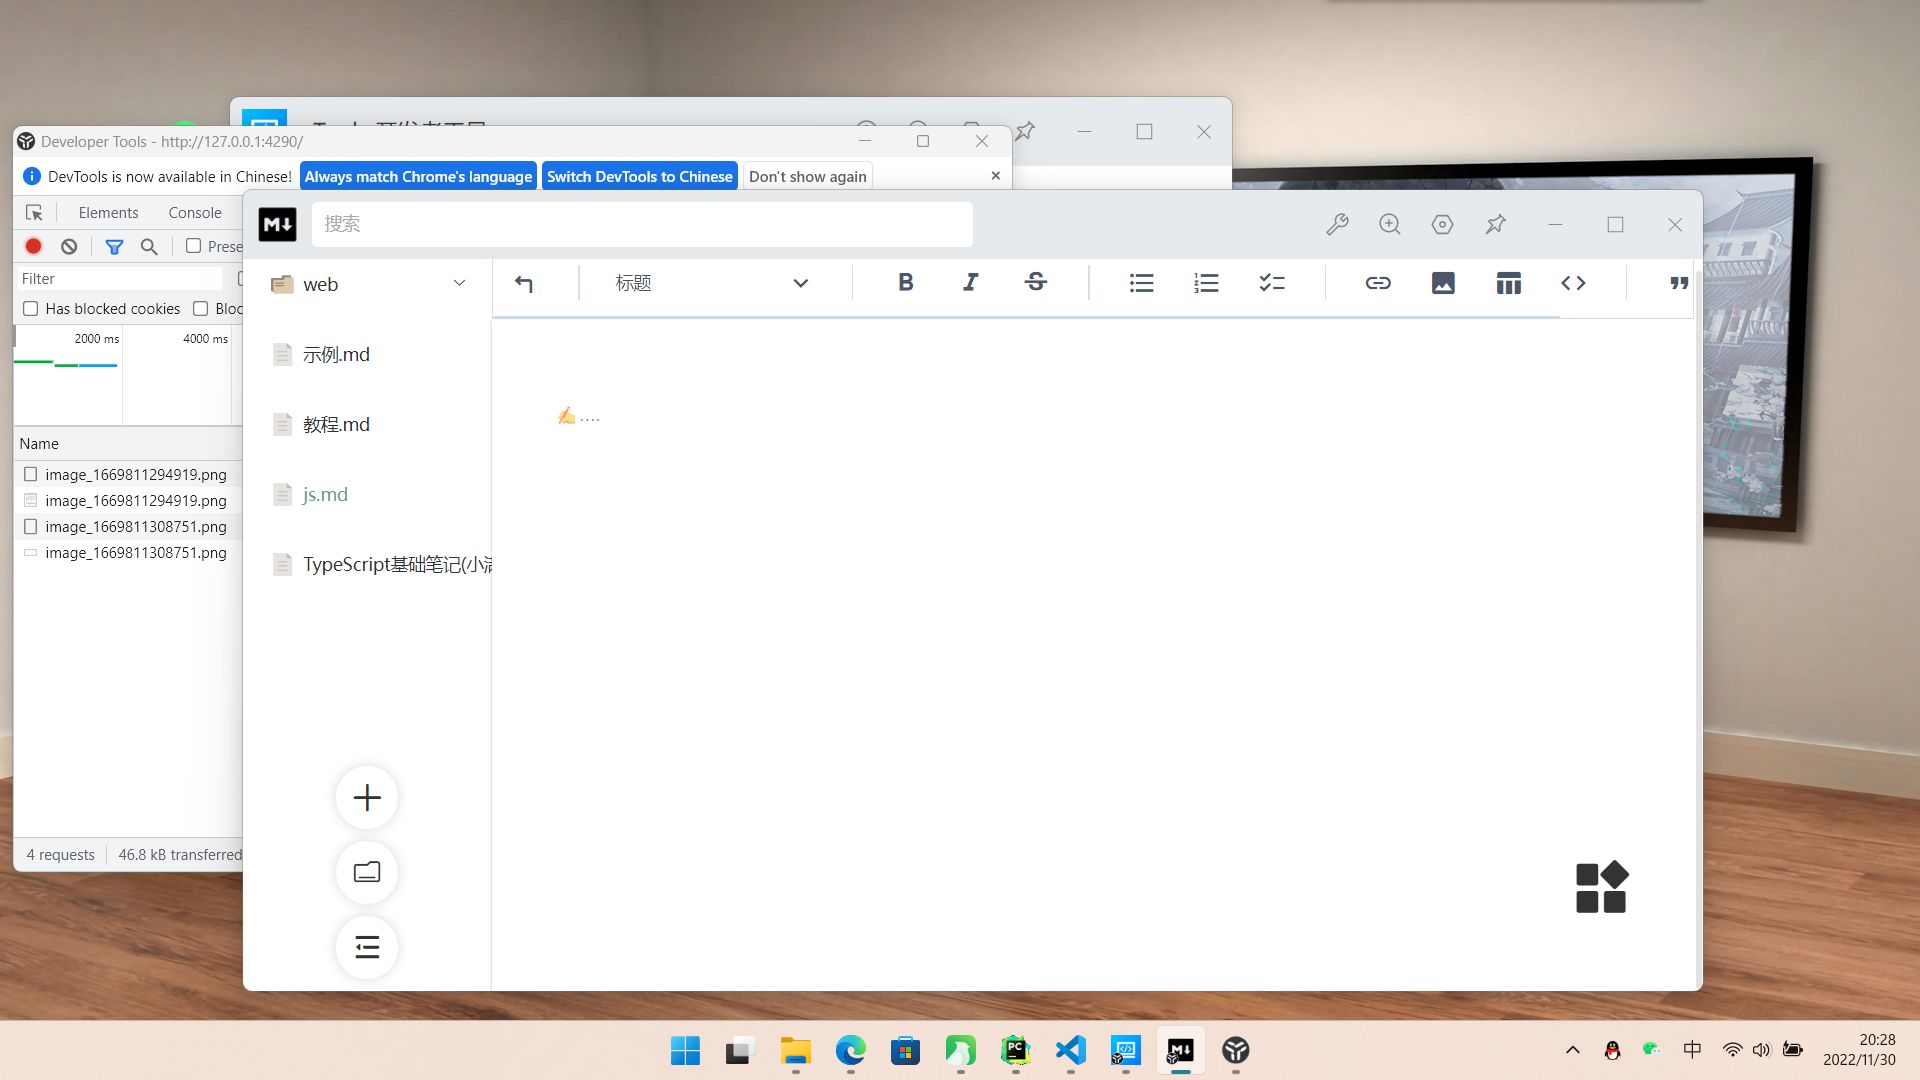 Developer Tools - http://127.0.0.1:4290/
DevTools is now available in Chinese!
Always match Chrome's language
Switch DevTools to Chinese
Don't show again
Elements
Console
Prese
Filter
Has blocked cookies
Bloc
2000 ms
4000 ms
Name
image_1669811294919.png
image_1669811294919.png
image_1669811308751.png
image_1669811308751.png
4 requests
46.8 kB transferred
M↓
搜索
web
示例.md
教程.md
js.md
TypeScript基础笔记(小满
标题
B
I
S
✍....
PC
M↓
中
20:28
2022/11/30